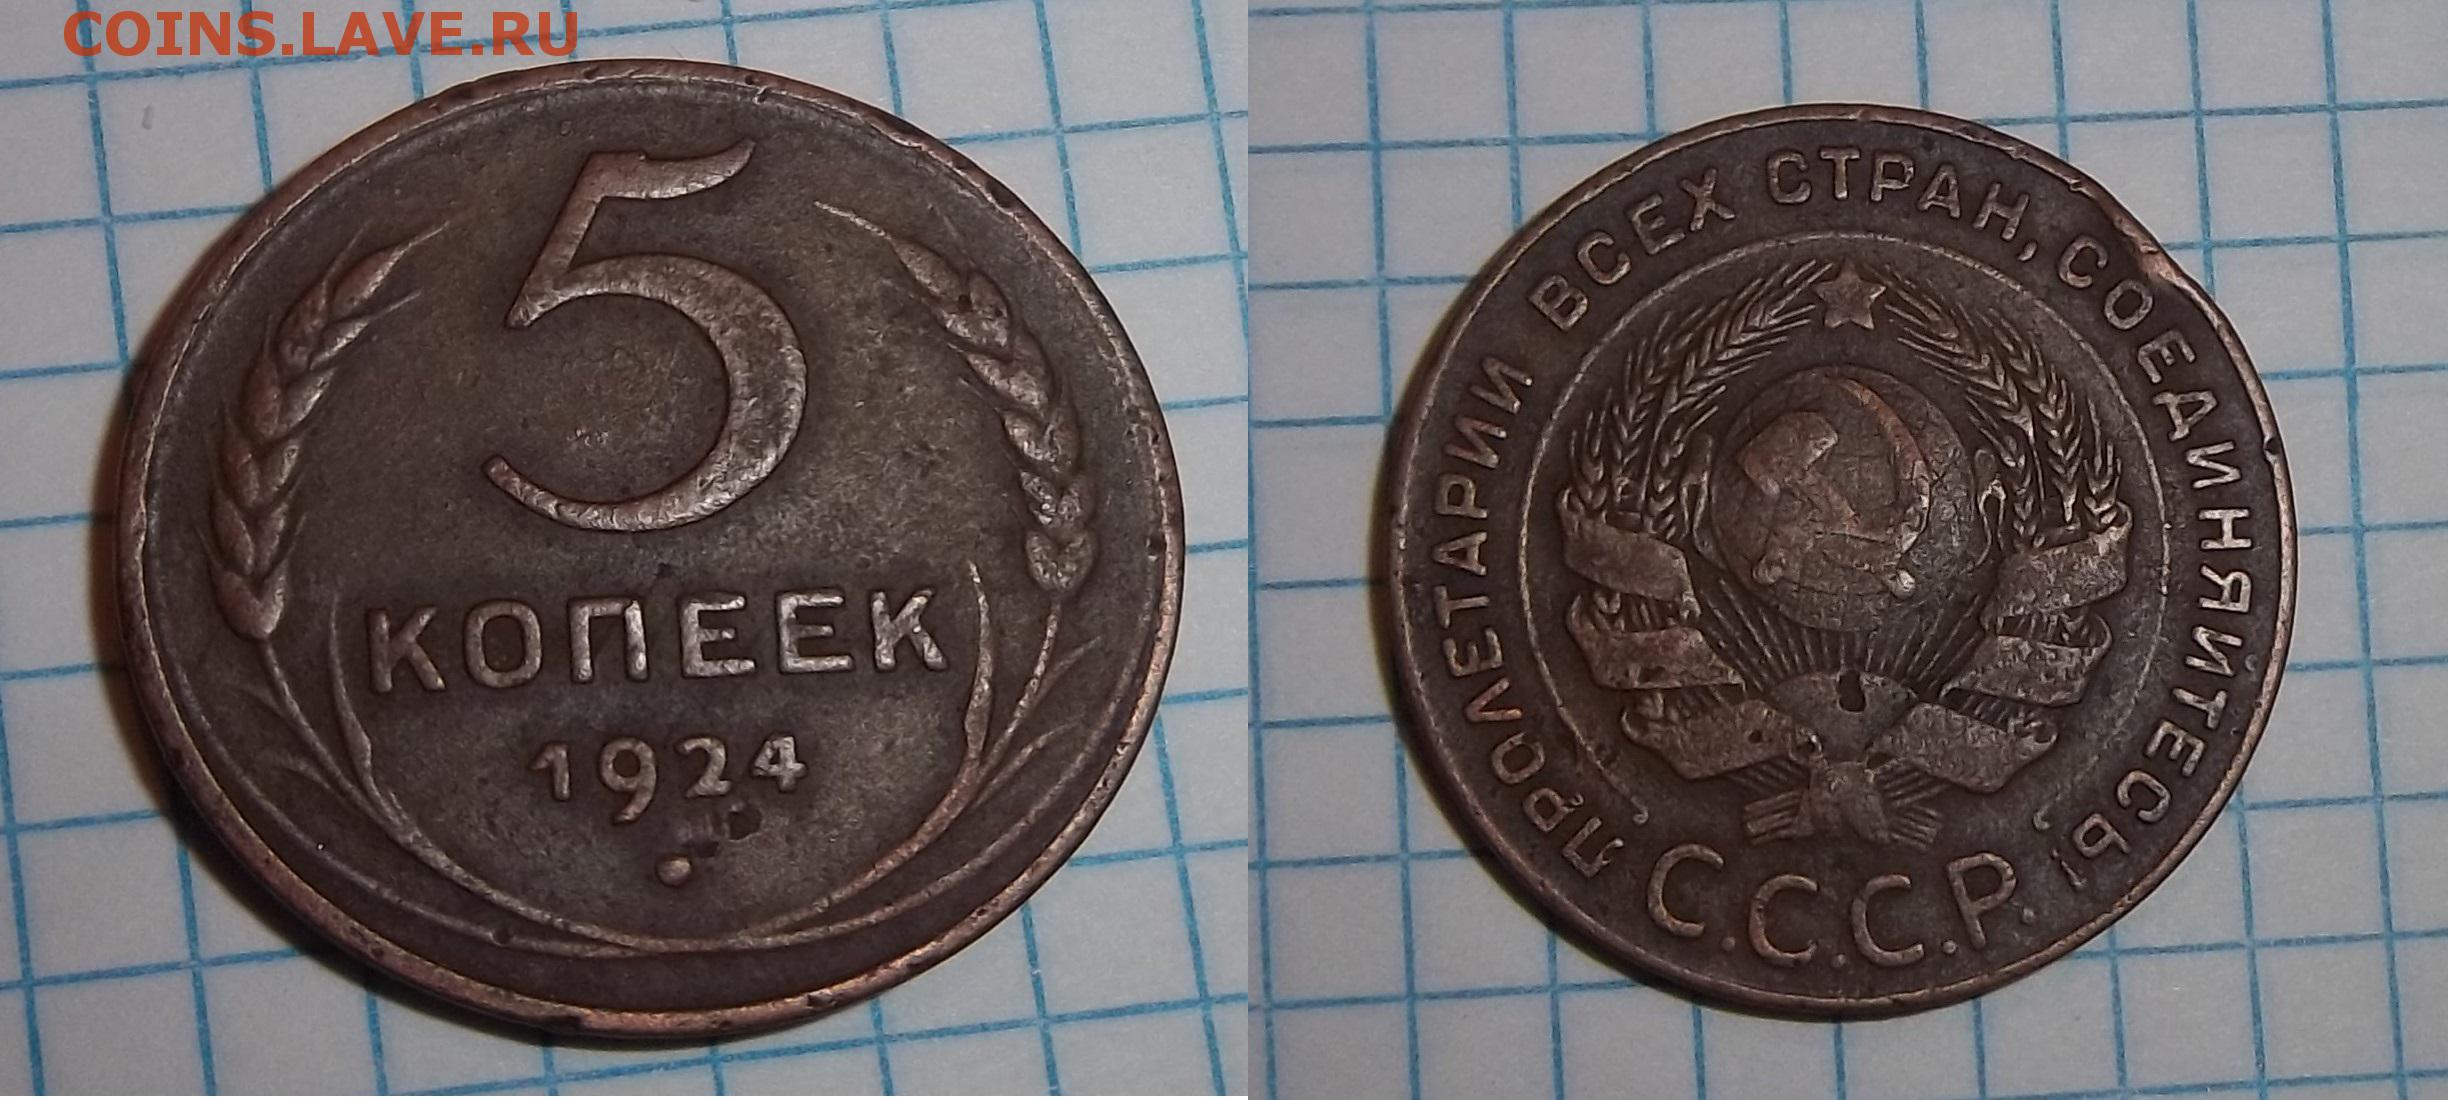 COINS.LAVE.RU
5
КОПЕЕК
1924
ПРОЛЕТАРИИ ВСЕХ СТРАН, СОЕДИНЯЙТЕСЬ!
С.С.С.Р.